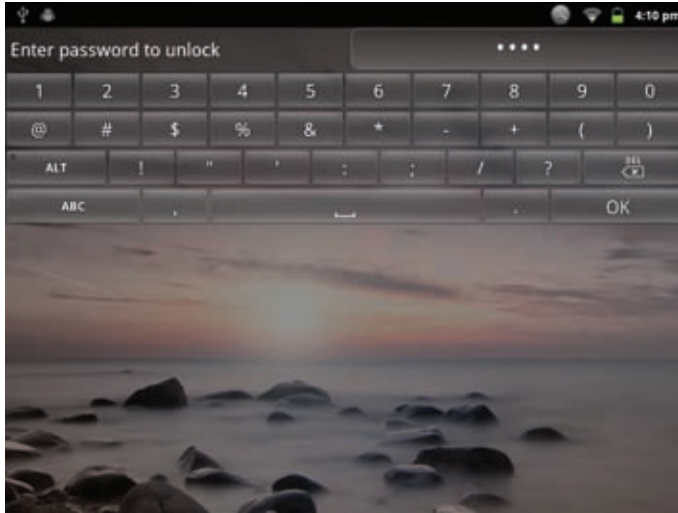 4:10 pm
Enter password to unlock ••••
1 2 3 4 5 6 7 8 9 0
@ # $ % & * - + ( )
ALT ! " ' : ; / ? DEL
ABC , . OK